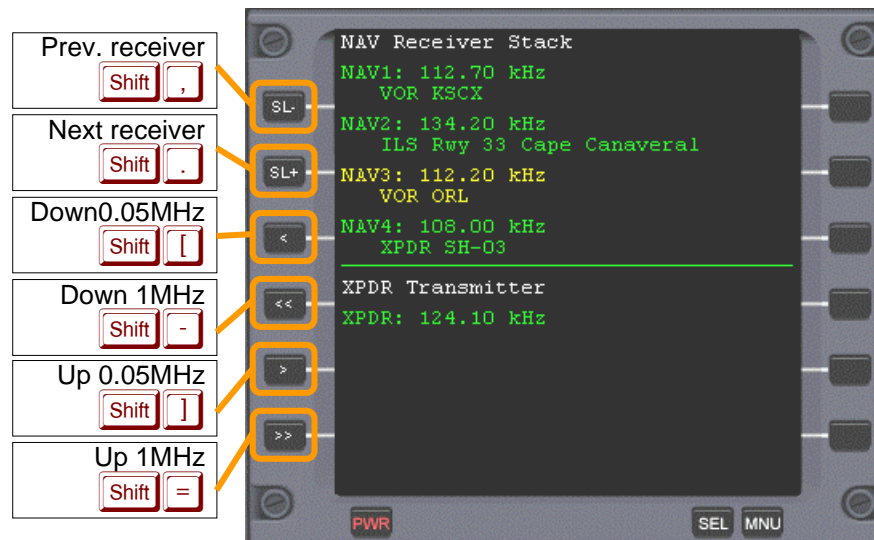 Prev. receiver
Shift ,
Next receiver
Shift .
Down0.05MHz
Shift [
Down 1MHz
Shift -
Up 0.05MHz
Shift ]
Up 1MHz
Shift =
SL-
SL+
<
<<
>
>>
NAV Receiver Stack
NAV1: 112.70 kHz
VOR KSCX
NAV2: 134.20 kHz
ILS Rwy 33 Cape Canaveral
NAV3: 112.20 kHz
VOR ORL
NAV4: 108.00 kHz
XPDR SH-03
XPDR Transmitter
XPDR: 124.10 kHz
PWR
SEL MNU